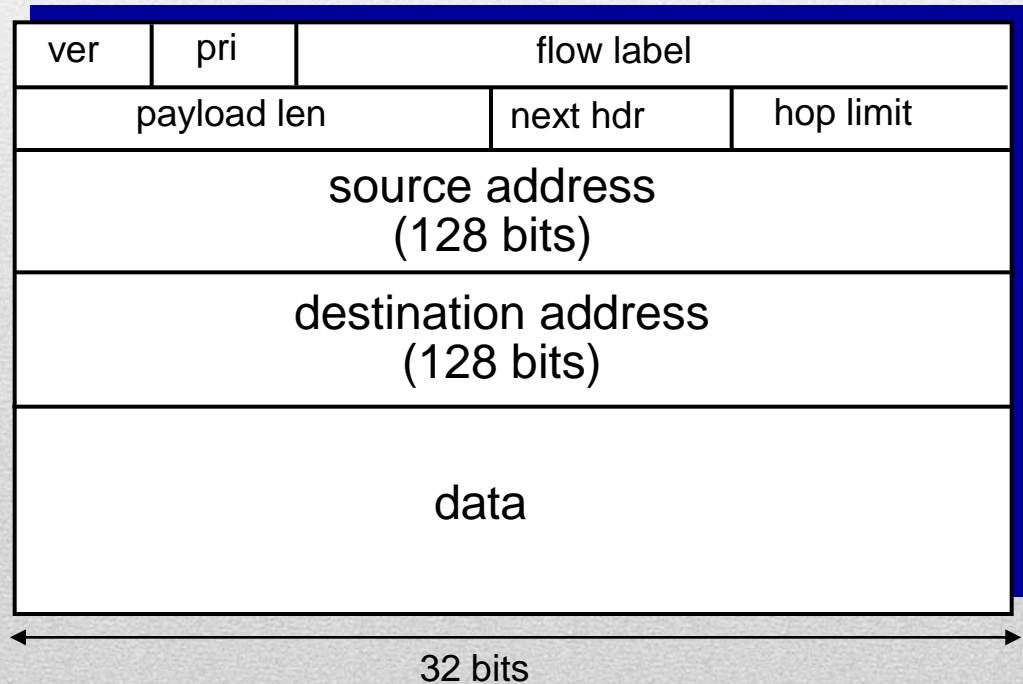 ver pri flow label
payload len next hdr hop limit
source address
(128 bits)
destination address
(128 bits)
data
32 bits